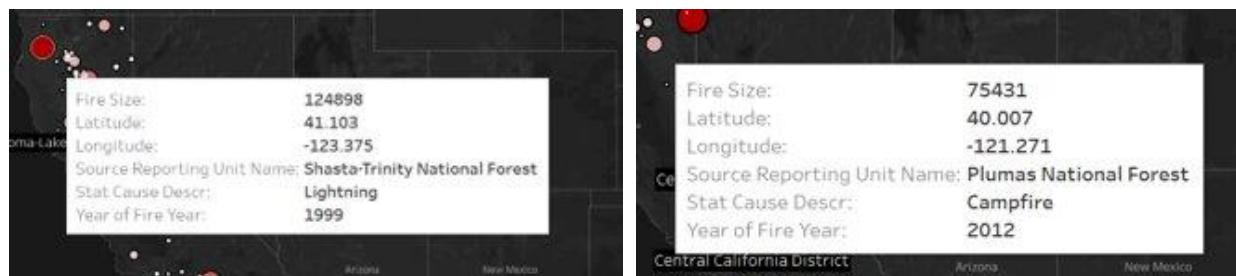 Fire Size: 124898
Latitude: 41.103
oma-Lake
Longitude: -123.375
Source Reporting Unit Name: Shasta-Trinity National Forest
Stat Cause Descr: Lightning
Year of Fire Year: 1999
Arizona
New Mexico
Fire Size: 75431
Latitude: 40.007
Longitude: -121.271
Ce
Source Reporting Unit Name: Plumas National Forest
Stat Cause Descr: Campfire
Year of Fire Year: 2012
Central California District
Arizona
New Mexico